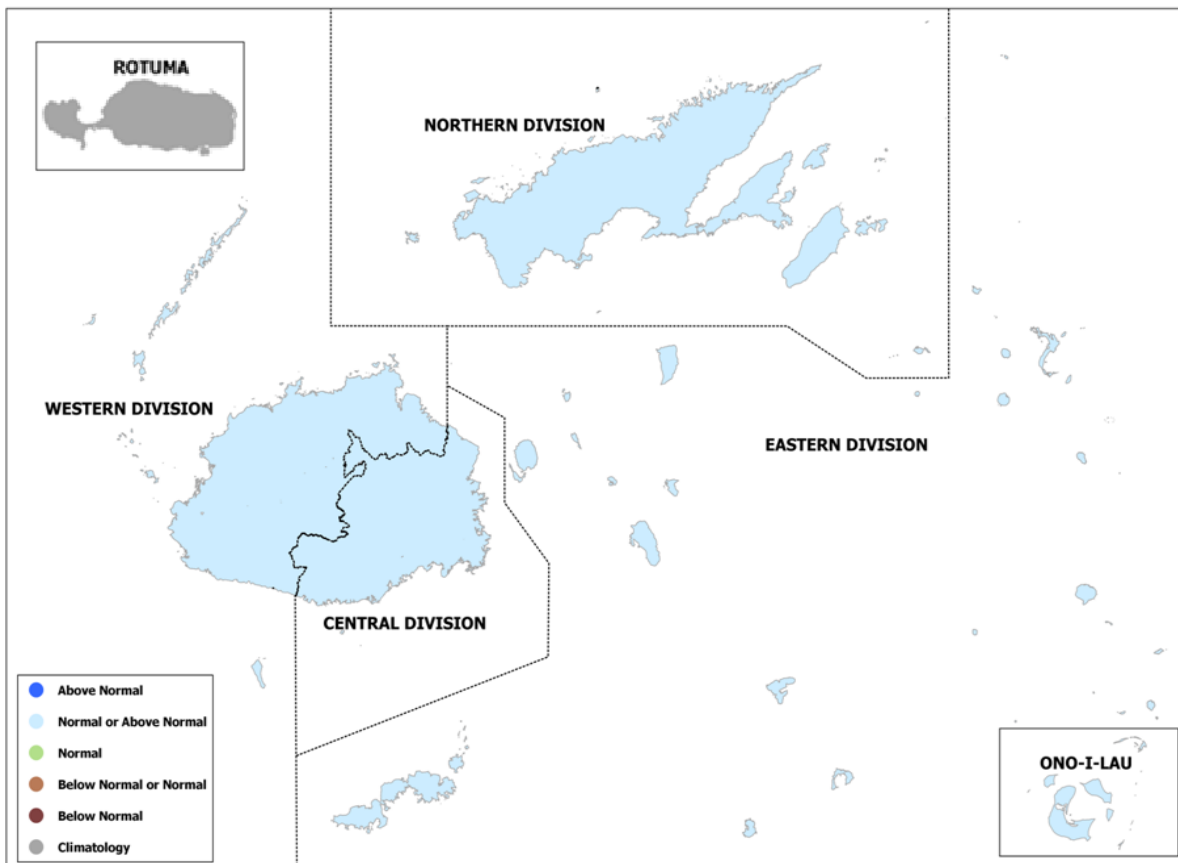 ROTUMA
NORTHERN DIVISION
WESTERN DIVISION
EASTERN DIVISION
CENTRAL DIVISION
Above Normal
Normal or Above Normal
Normal
Below Normal or Normal
Below Normal
Climatology
ONO-I-LAU